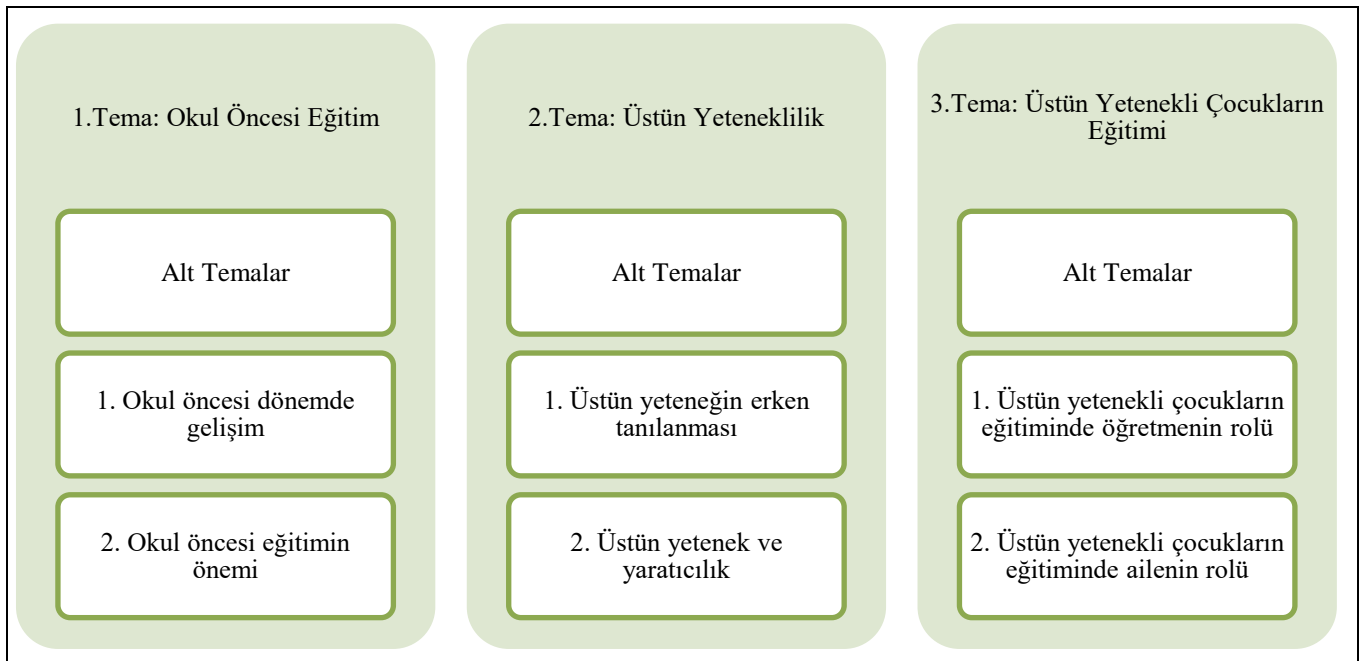 1.Tema: Okul Öncesi Eğitim
Alt Temalar
1. Okul öncesi dönemde
gelişim
2. Okul öncesi eğitimin
önemi
2.Tema: Üstün Yeteneklilik
Alt Temalar
1. Üstün yeteneğin erken
tanılanması
2. Üstün yetenek ve
yaratıcılık
3.Tema: Üstün Yetenekli Çocukların
Eğitimi
Alt Temalar
1. Üstün yetenekli çocukların
eğitiminde öğretmenin rolü
2. Üstün yetenekli çocukların
eğitiminde ailenin rolü